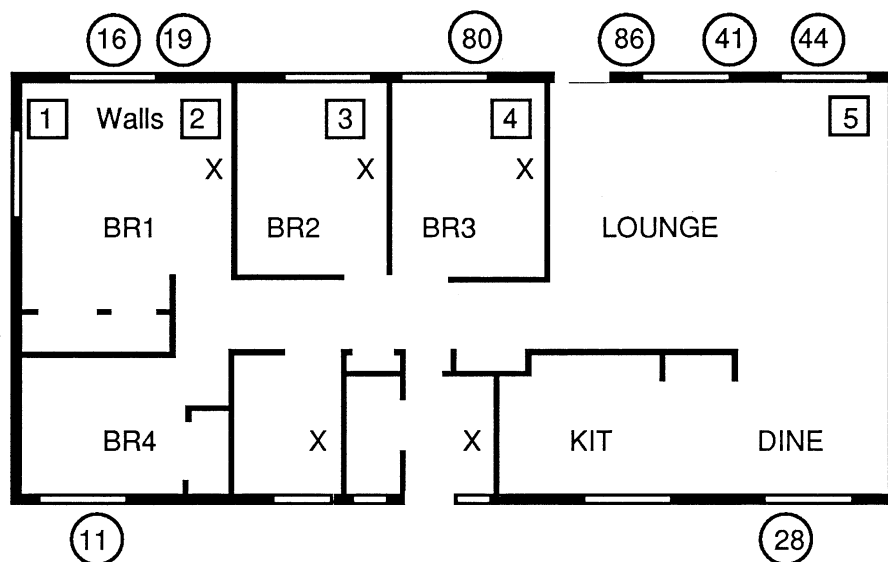 16 19 80 86 41 44
1 Walls 2 3 4 5
X X X
BR1 BR2 BR3 LOUNGE
BR4 X X KIT DINE
11 28